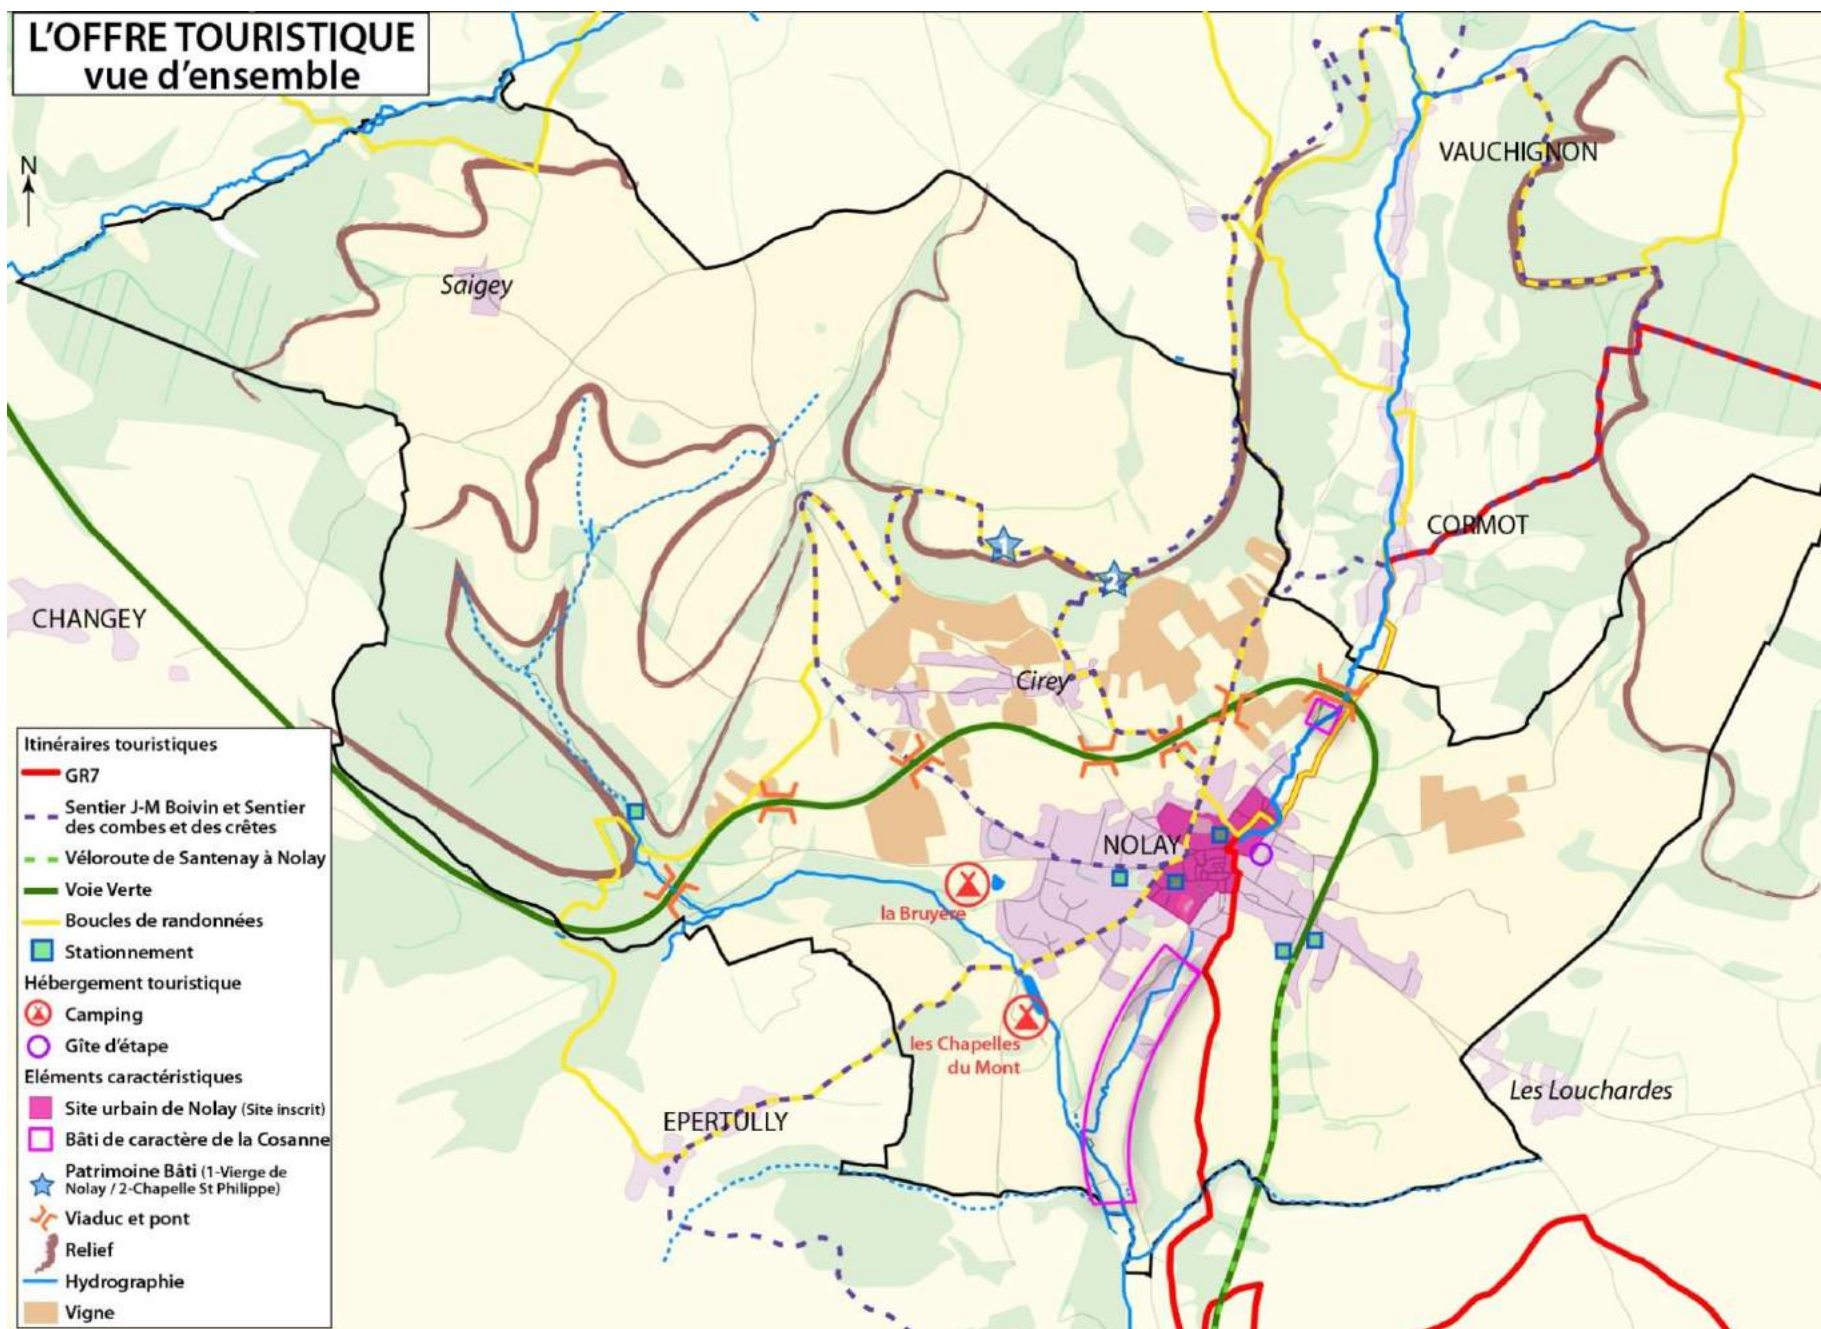 L'OFFRE TOURISTIQUE
vue d'ensemble
N
VAUCHIGNON
Saigey
CORMOT
1
2
CHANGEY
Cirey
NOLAY
la Bruyère
les Chapelles
du Mont
EPERTULLY
Les Louchardes
Itinéraires touristiques
GR7
Sentier J-M Boivin et Sentier
des combes et des crêtes
Véloroute de Santenay à Nolay
Voie Verte
Boucles de randonnées
Stationnement
Hébergement touristique
Camping
Gîte d'étape
Eléments caractéristiques
Site urbain de Nolay (Site inscrit)
Bâti de caractère de la Cosanne
Patrimoine Bâti (1-Vierge de
Nolay / 2-Chapelle St Philippe)
Viaduc et pont
Relief
Hydrographie
Vigne